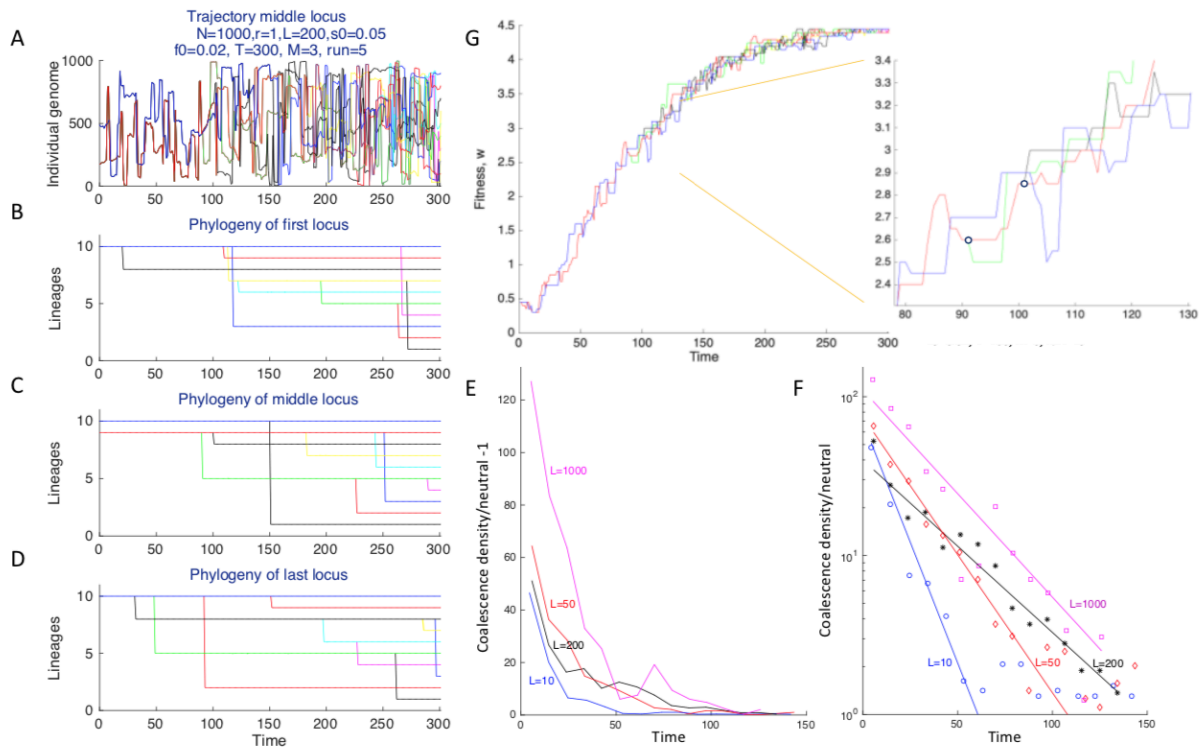 A
Trajectory middle locus
N=1000,r=1,L=200,s0=0.05
f0=0.02, T=300, M=3, run=5
Individual genome
1000
500
0
0 50 100 150 200 250 300
B
Phylogeny of first locus
Lineages
10
5
0
0 50 100 150 200 250 300
C
Phylogeny of middle locus
Lineages
10
5
0
0 50 100 150 200 250 300
D
Phylogeny of last locus
Lineages
10
5
0
0 50 100 150 200 250 300
Time
G
Fitness, w
4.5
4
3.5
3
2.5
2
1.5
1
0.5
0
0 50 100 150 200 250 300
Time
3.4
3.3
3.2
3.1
3
2.9
2.8
2.7
2.6
2.5
2.4
80 90 100 110 120 130
E
Coalescence density/neutral -1
120
100
80
60
40
20
0
L=1000
L=50
L=200
L=10
0 50 100 150
Time
F
Coalescence density/neutral
10^2
10^1
10^0
L=1000
L=200
L=50
L=10
0 50 100 150
Time